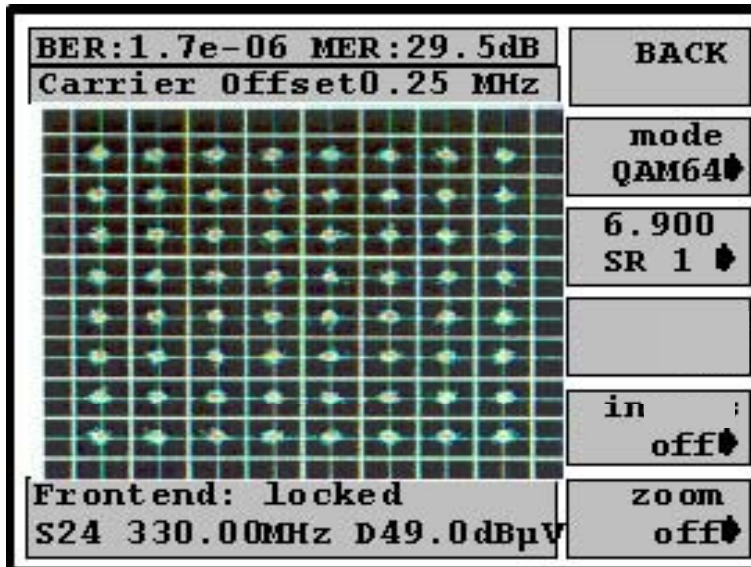 BER:1.7e-06 MER:29.5dB
Carrier Offset0.25 MHz
BACK
mode
QAM64
6.900
SR 1
in :
off
zoom
off
Frontend: locked
S24 330.00MHz D49.0dBµV